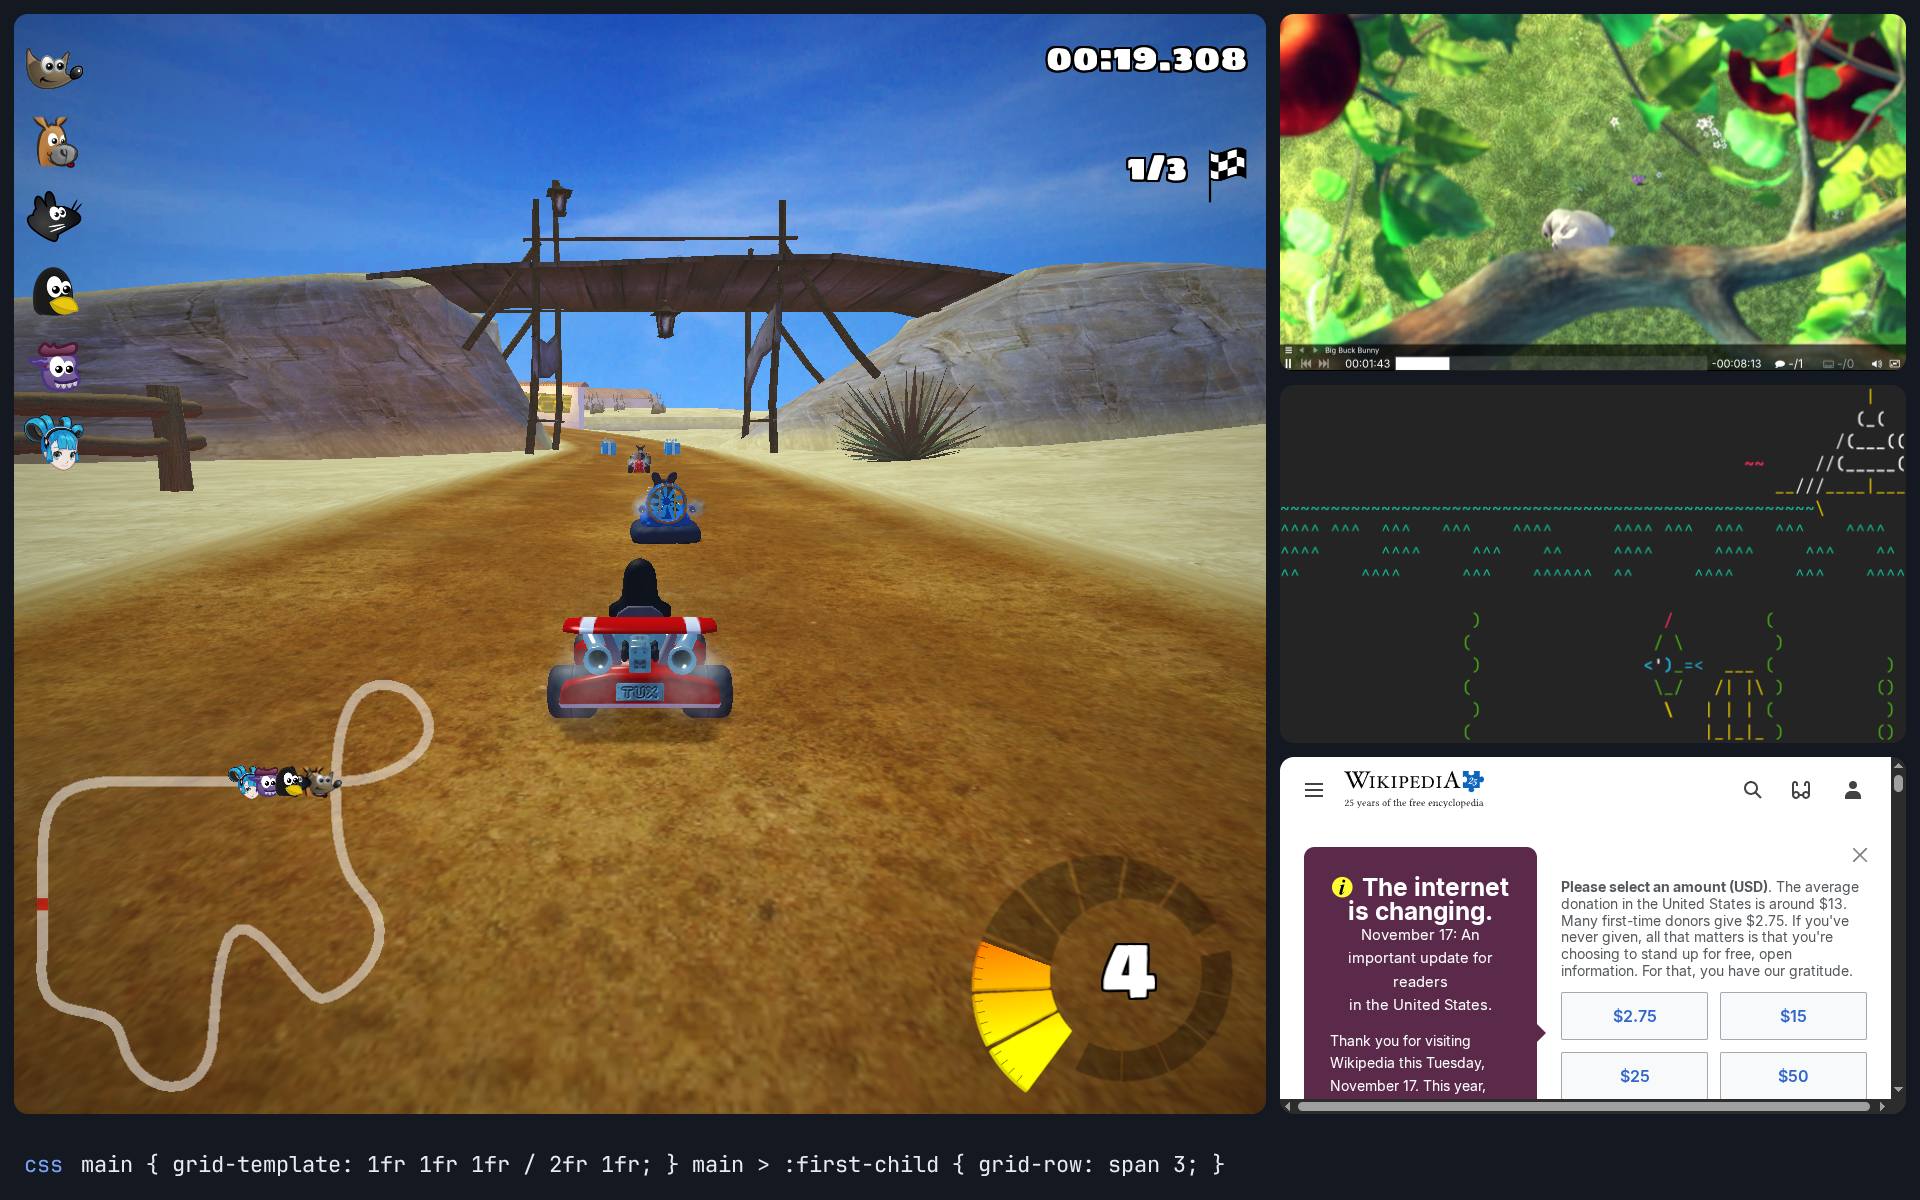 00:19.308
1/3
TUX
4
Big Buck Bunny
00:01:43
-00:08:13
-/1
-/0
WIKIPEDIA
25
25 years of the free encyclopedia
i The internet
is changing.
November 17: An
important update for
readers
in the United States.
Thank you for visiting
Wikipedia this Tuesday,
November 17. This year,
Please select an amount (USD). The average
donation in the United States is around $13.
Many first-time donors give $2.75. If you've
never given, all that matters is that you're
choosing to stand up for free, open
information. For that, you have our gratitude.
$2.75
$15
$25
$50
css main { grid-template: 1fr 1fr 1fr / 2fr 1fr; } main > :first-child { grid-row: span 3; }